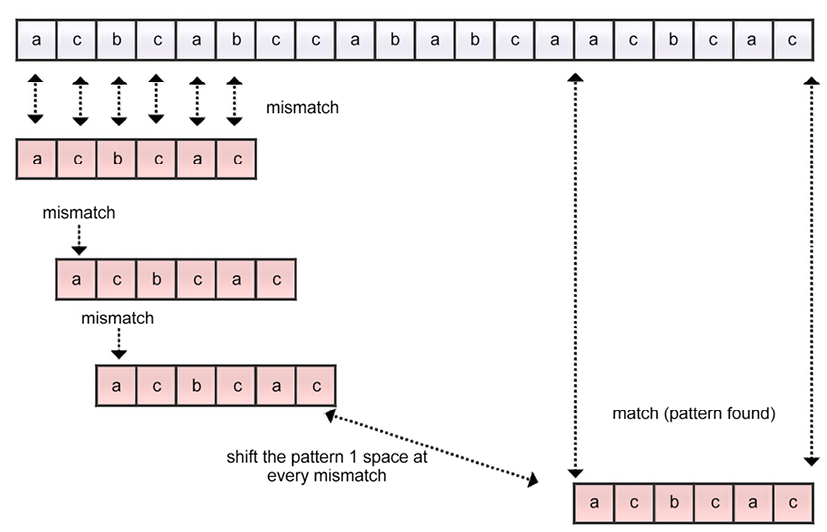 a c b c a b c c a b a b c a a c b c a c
mismatch
a c b c a c
mismatch
a c b c a c
mismatch
a c b c a c
match (pattern found)
shift the pattern 1 space at
every mismatch
a c b c a c